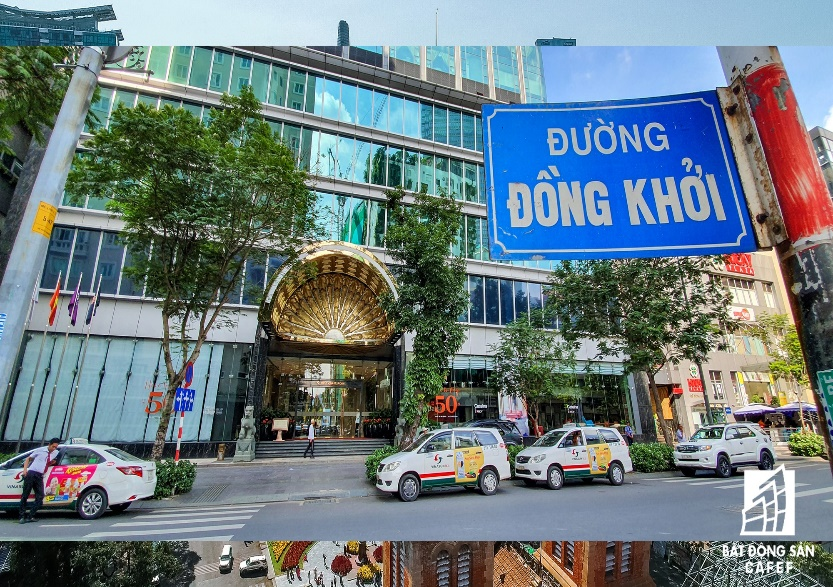 ĐƯỜNG
ĐỒNG KHỞI
50
50
BẤT ĐỘNG SẢN
CAFEF